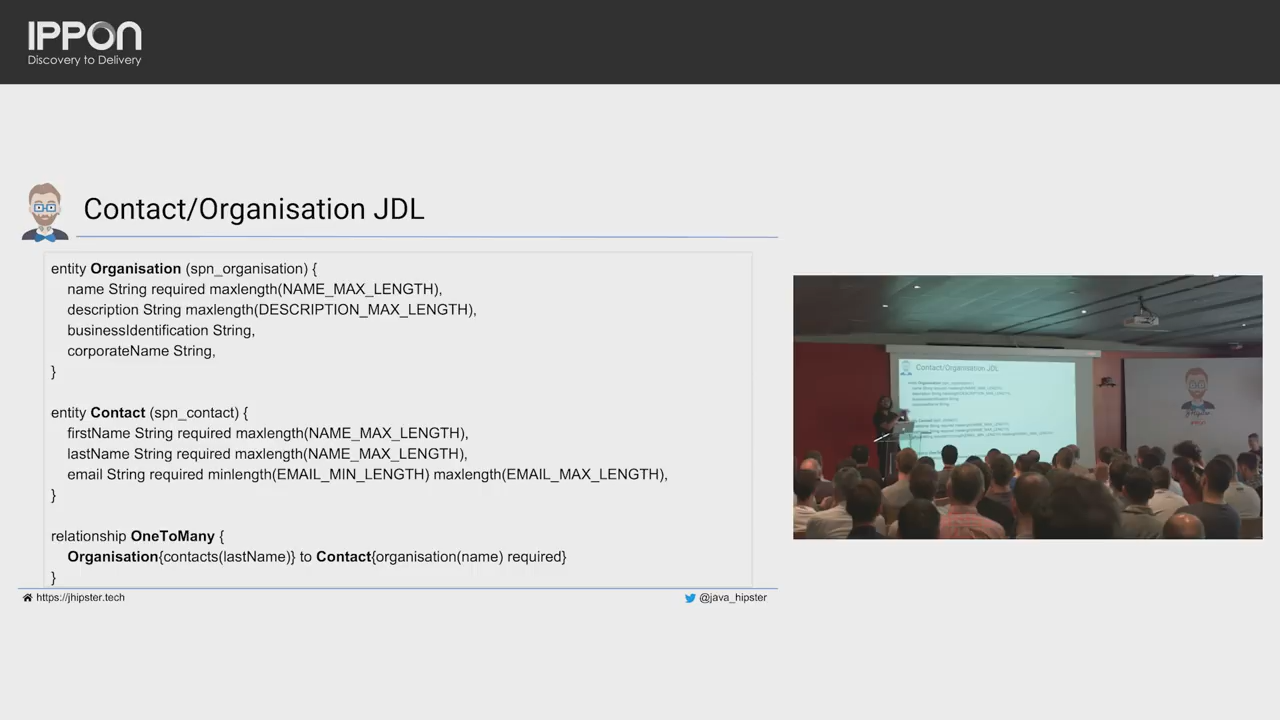 IPPON
Discovery to Delivery
Contact/Organisation JDL
entity Organisation (spn_organisation) {
name String required maxlength(NAME_MAX_LENGTH),
description String maxlength(DESCRIPTION_MAX_LENGTH),
businessIdentification String,
corporateName String,
}
entity Contact (spn_contact) {
firstName String required maxlength(NAME_MAX_LENGTH),
lastName String required maxlength(NAME_MAX_LENGTH),
email String required minlength(EMAIL_MIN_LENGTH) maxlength(EMAIL_MAX_LENGTH),
}
relationship OneToMany {
Organisation{contacts(lastName)} to Contact{organisation(name) required}
}
https://jhipster.tech
@java_hipster
Contact/Organisation JDL